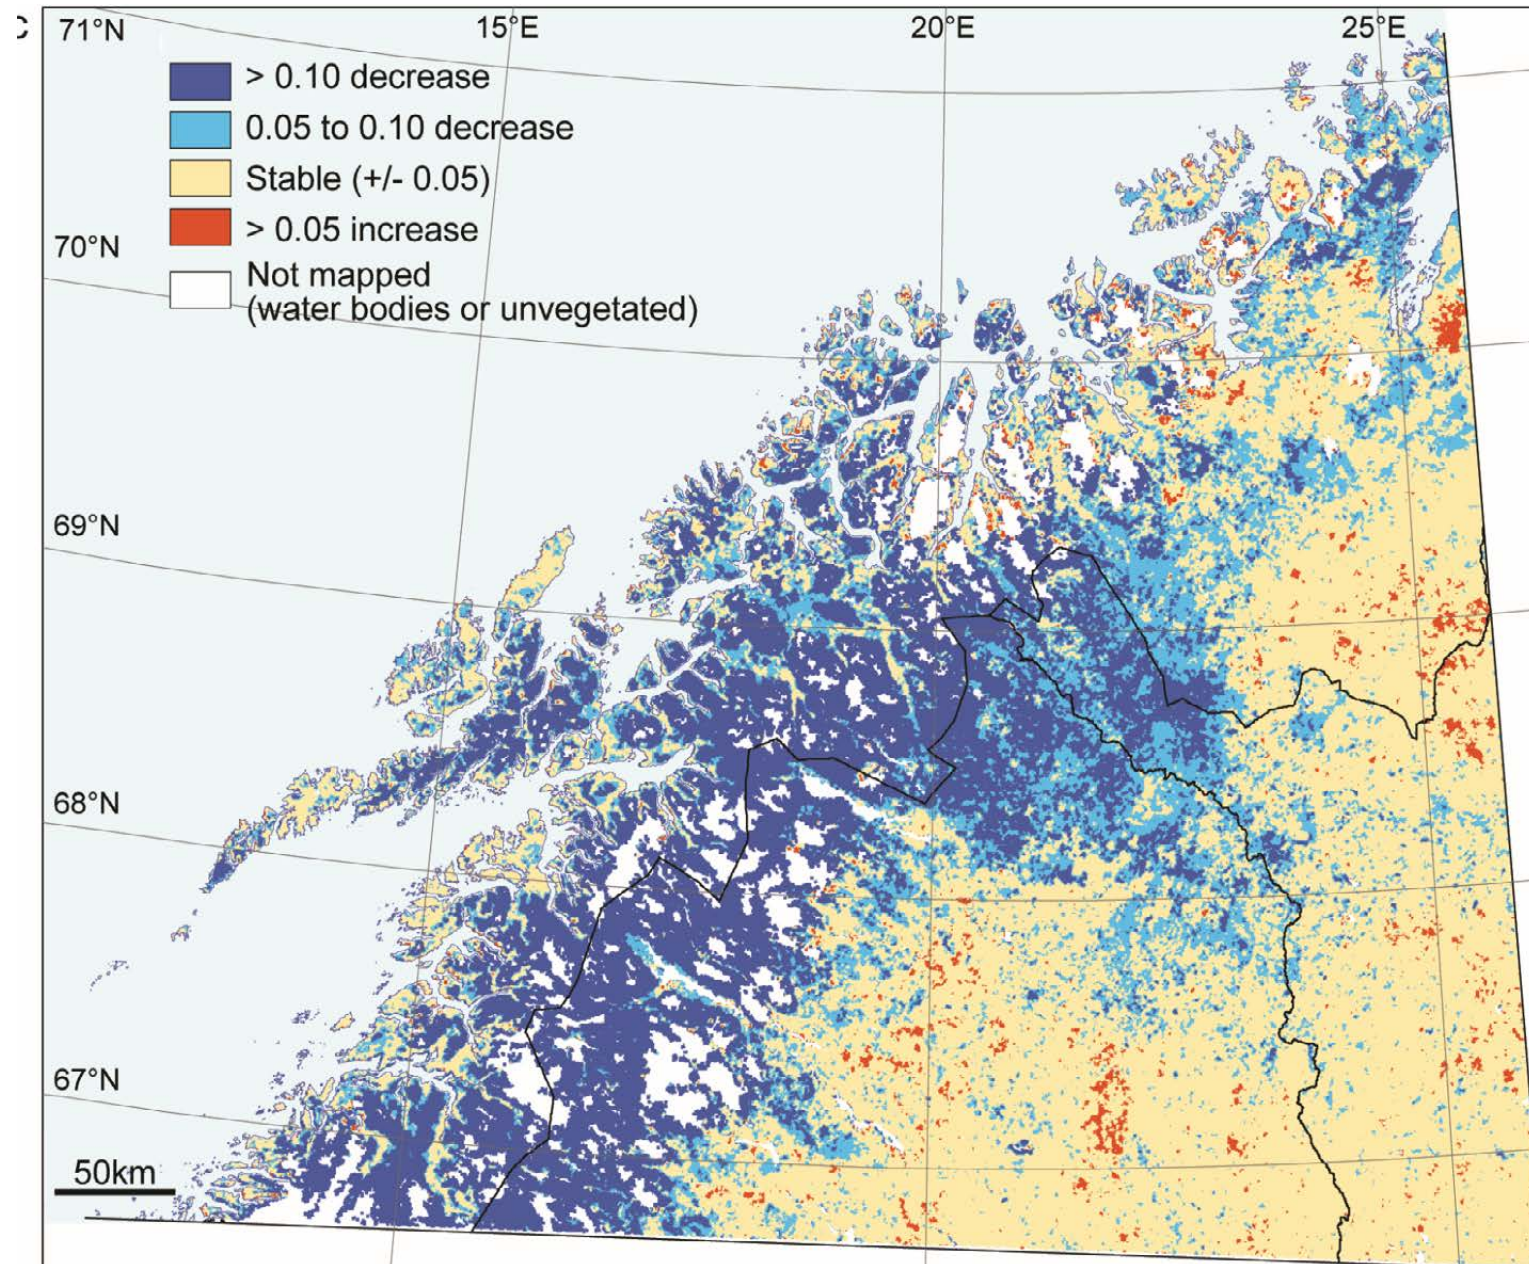 C
71°N
15°E
20°E
25°E
> 0.10 decrease
0.05 to 0.10 decrease
Stable (+/- 0.05)
> 0.05 increase
Not mapped
(water bodies or unvegetated)
70°N
69°N
68°N
67°N
50km